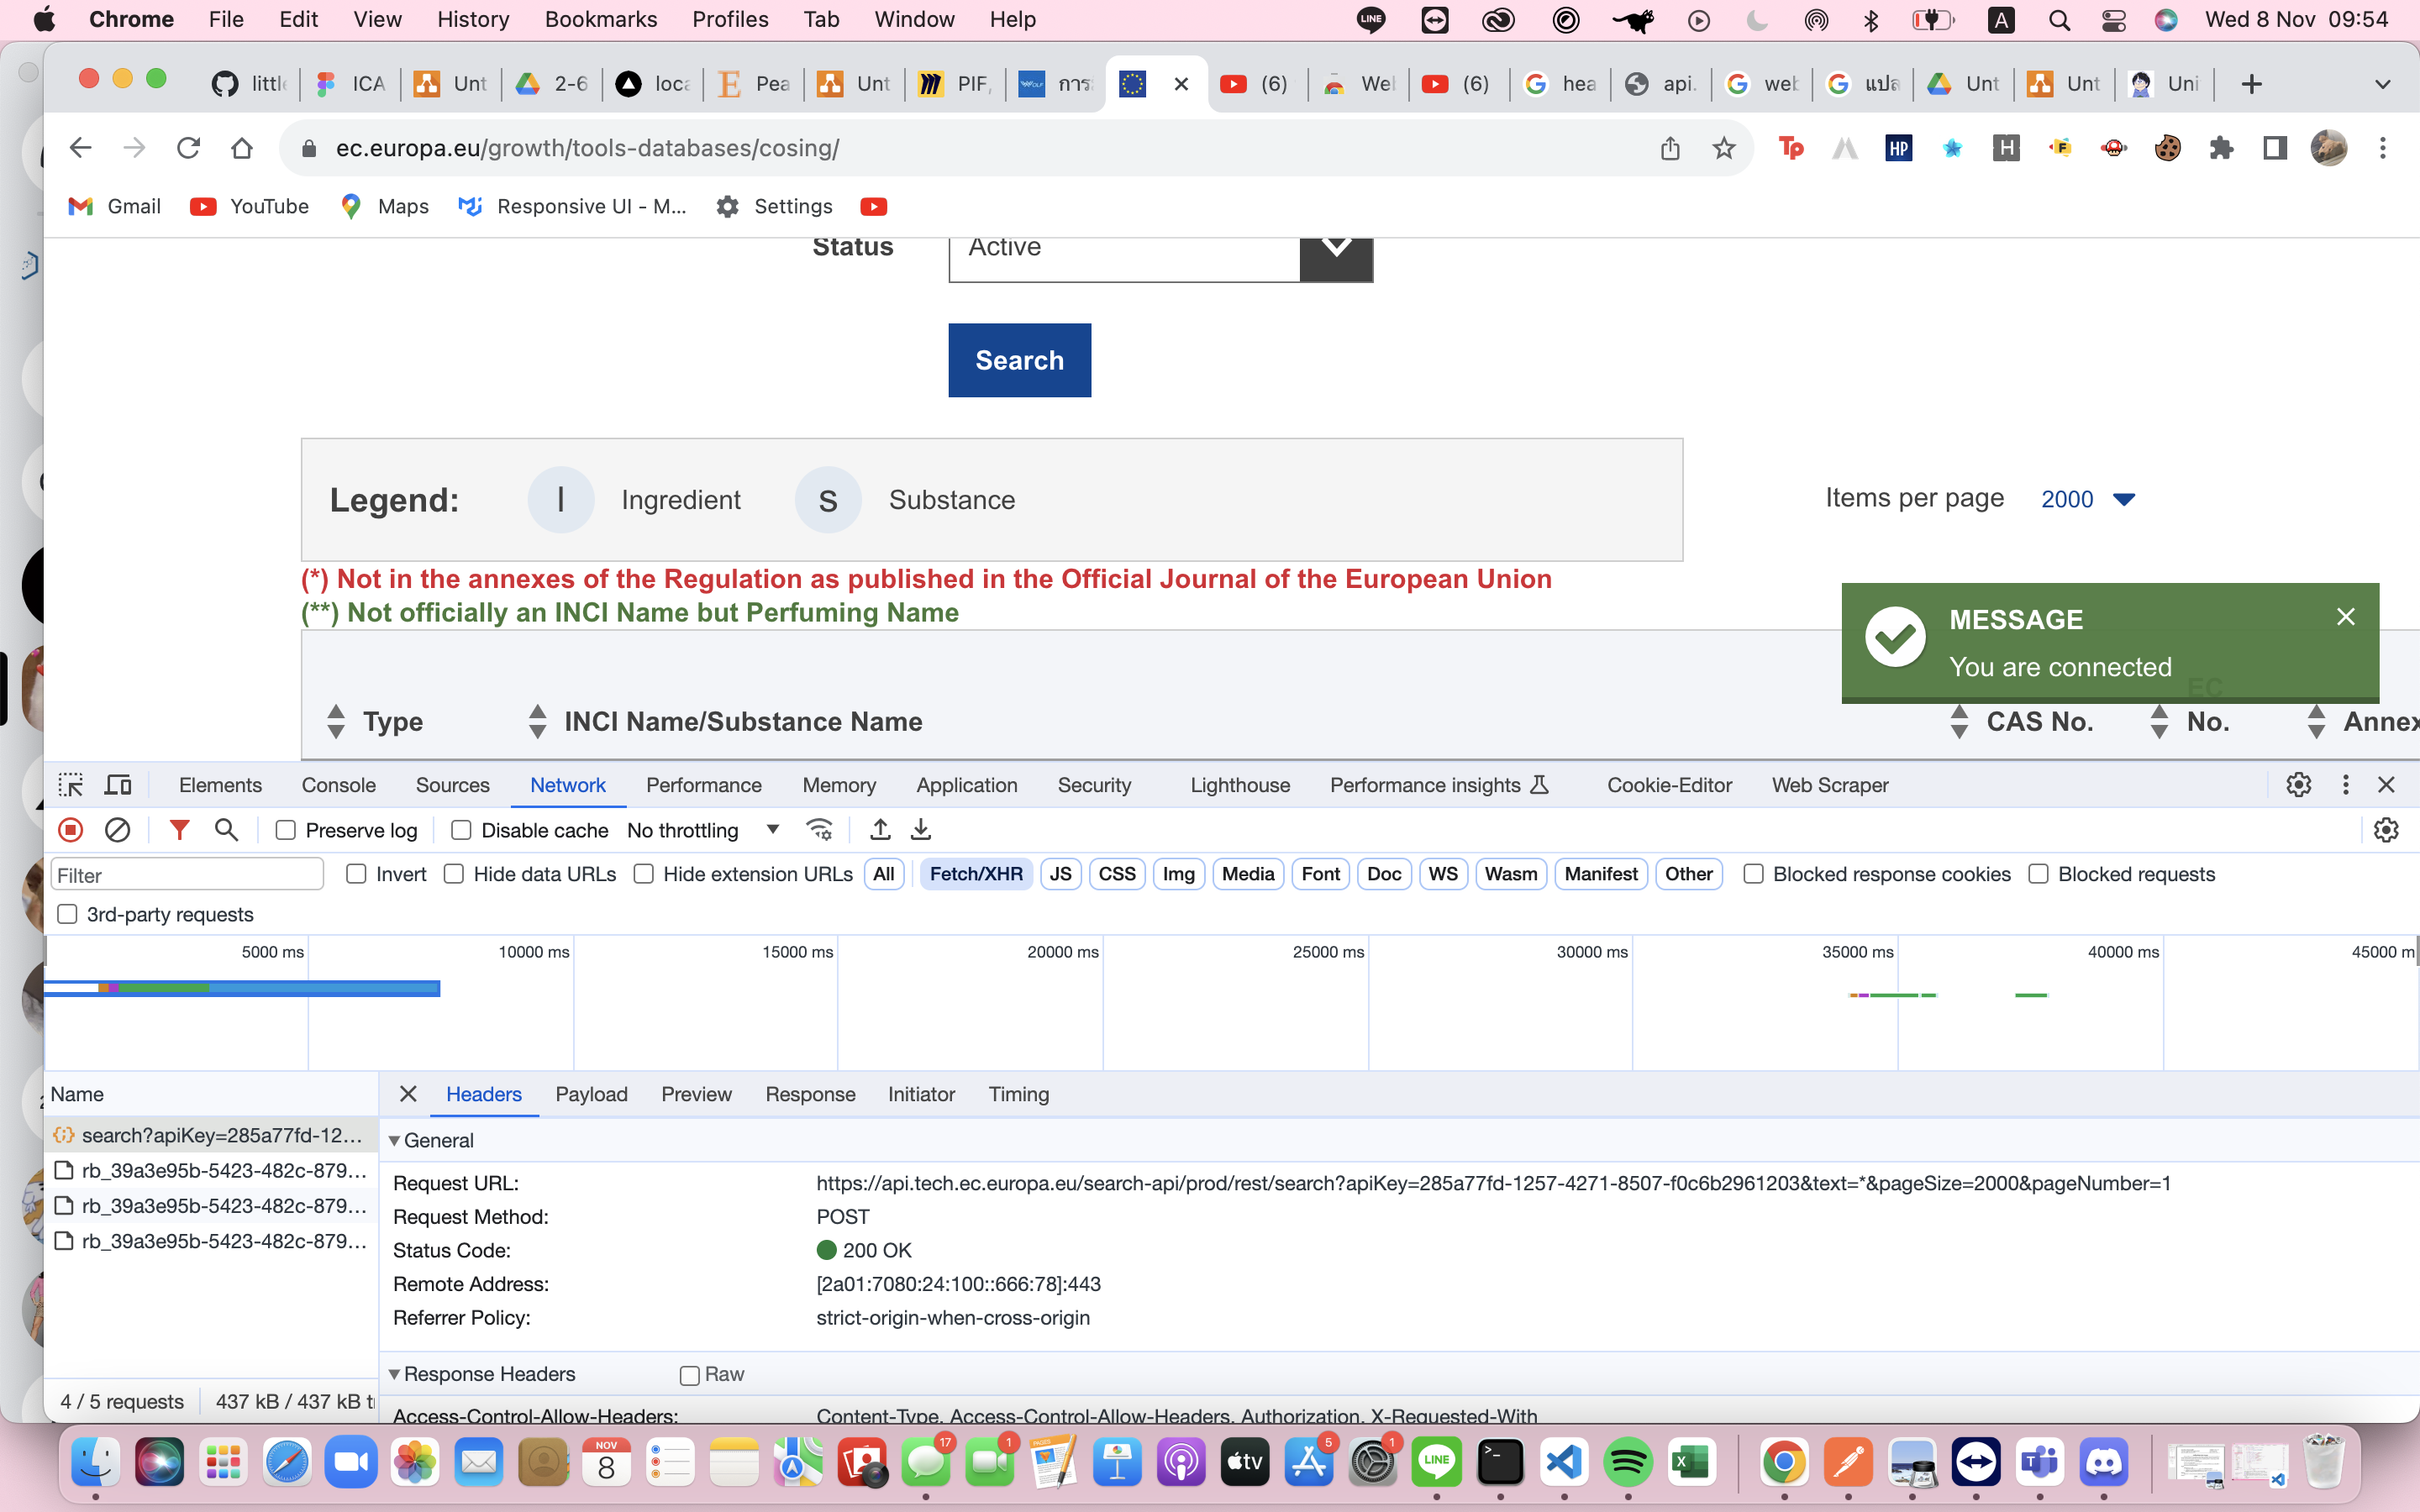 Chrome File Edit View History Bookmarks Profiles Tab Window Help LINE A Wed 8 Nov 09:54
little ICA Unt 2-6 loca Pea Unt PIF, การ (6) Wel (6) hea api. wek แปล Unt Unt Uni
ec.europa.eu/growth/tools-databases/cosing/ Tp HP H F
Gmail YouTube Maps Responsive UI - M... Settings
Status Active
Search
Legend: I Ingredient S Substance
Items per page 2000
(*) Not in the annexes of the Regulation as published in the Official Journal of the European Union
(**) Not officially an INCI Name but Perfuming Name
MESSAGE
You are connected
Type INCI Name/Substance Name CAS No. EC No. Annex
Elements Console Sources Network Performance Memory Application Security Lighthouse Performance insights Cookie-Editor Web Scraper
Preserve log Disable cache No throttling
Filter Invert Hide data URLs Hide extension URLs All Fetch/XHR JS CSS Img Media Font Doc WS Wasm Manifest Other Blocked response cookies Blocked requests
3rd-party requests
5000 ms 10000 ms 15000 ms 20000 ms 25000 ms 30000 ms 35000 ms 40000 ms 45000 m
Name Headers Payload Preview Response Initiator Timing
search?apiKey=285a77fd-12...
rb_39a3e95b-5423-482c-879...
rb_39a3e95b-5423-482c-879...
rb_39a3e95b-5423-482c-879...
General
Request URL: https://api.tech.ec.europa.eu/search-api/prod/rest/search?apiKey=285a77fd-1257-4271-8507-f0c6b2961203&text=*&pageSize=2000&pageNumber=1
Request Method: POST
Status Code: 200 OK
Remote Address: [2a01:7080:24:100::666:78]:443
Referrer Policy: strict-origin-when-cross-origin
Response Headers Raw
Access-Control-Allow-Headers: Content-Type, Access-Control-Allow-Headers, Authorization, X-Requested-With
4 / 5 requests 437 kB / 437 kB t
NOV 8 17 1 tv 5 1 LINE